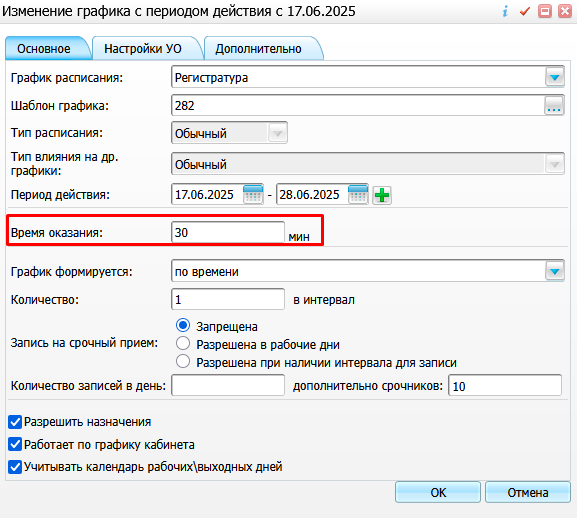 Изменение графика с периодом действия с 17.06.2025
Основное Настройки УО Дополнительно
График расписания: Регистратура
Шаблон графика: 282 ...
Тип расписания: Обычный
Тип влияния на др. графики: Обычный
Период действия: 17.06.2025 - 28.06.2025
Время оказания: 30 мин
График формируется: по времени
Количество: 1 в интервал
Запись на срочный прием: Запрещена
Разрешена в рабочие дни
Разрешена при наличии интервала для записи
Количество записей в день: дополнительно срочников: 10
Разрешить назначения
Работает по графику кабинета
Учитывать календарь рабочих\выходных дней
OK Отмена